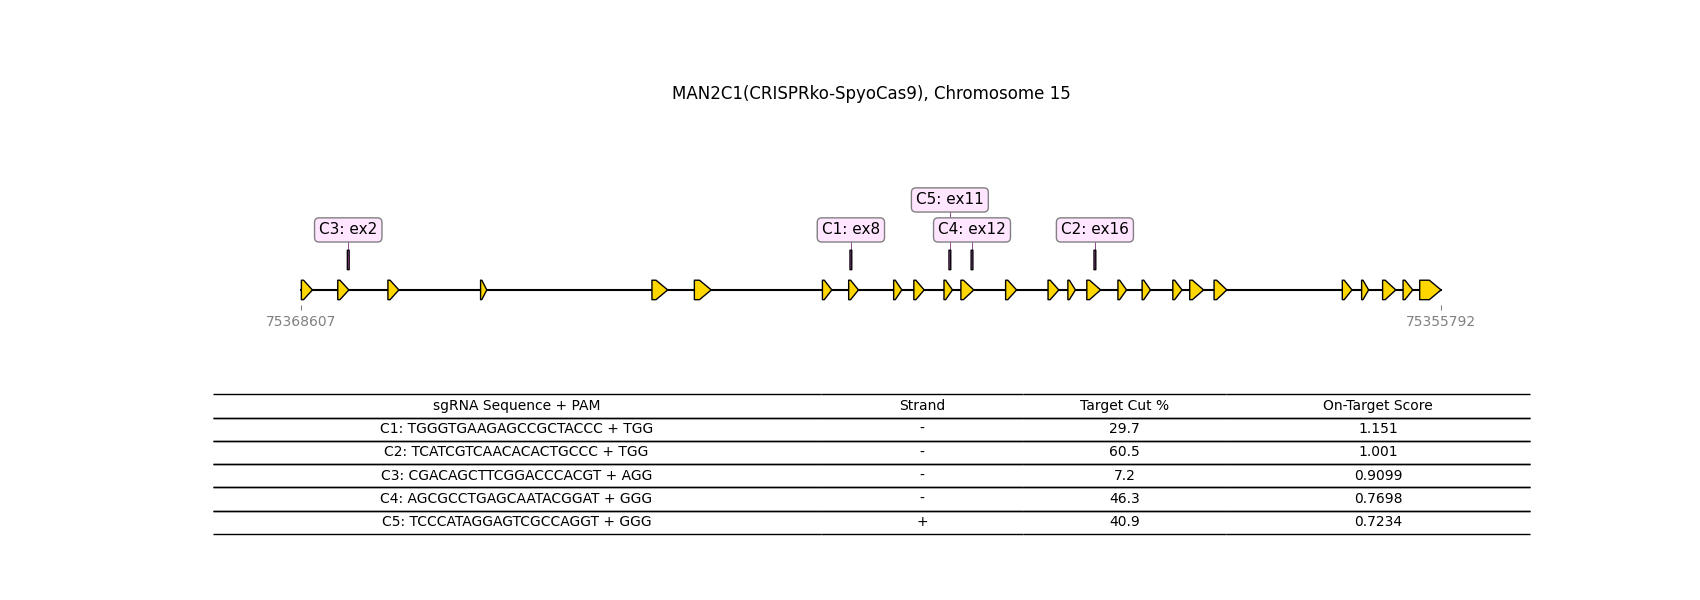 MAN2C1(CRISPRko-SpyoCas9), Chromosome 15
C5: ex11
C3: ex2 C1: ex8 C4: ex12 C2: ex16
75368607 75355792
sgRNA Sequence + PAM Strand Target Cut % On-Target Score
C1: TGGGTGAAGAGCCGCTACCC + TGG - 29.7 1.151
C2: TCATCGTCAACACACTGCCC + TGG - 60.5 1.001
C3: CGACAGCTTCGGACCCACGT + AGG - 7.2 0.9099
C4: AGCGCCTGAGCAATACGGAT + GGG - 46.3 0.7698
C5: TCCCATAGGAGTCGCCAGGT + GGG + 40.9 0.7234